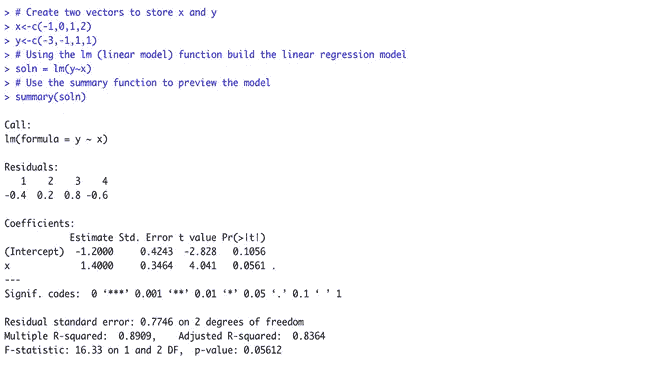 > # Create two vectors to store x and y
> x<-c(-1,0,1,2)
> y<-c(-3,-1,1,1)
> # Using the lm (linear model) function build the linear regression model
> soln = lm(y~x)
> # Use the summary function to preview the model
> summary(soln)
Call:
lm(formula = y ~ x)
Residuals:
1 2 3 4
-0.4 0.2 0.8 -0.6
Coefficients:
Estimate Std. Error t value Pr(>|t|)
(Intercept) -1.2000 0.4243 -2.828 0.1056
x 1.4000 0.3464 4.041 0.0561 .
---
Signif. codes: 0 ‘***’ 0.001 ‘**’ 0.01 ‘*’ 0.05 ‘.’ 0.1 ‘ ’ 1
Residual standard error: 0.7746 on 2 degrees of freedom
Multiple R-squared: 0.8909, Adjusted R-squared: 0.8364
F-statistic: 16.33 on 1 and 2 DF, p-value: 0.05612